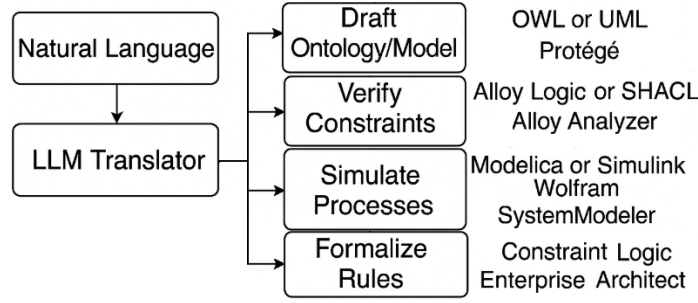 Natural Language
LLM Translator
Draft
Ontology/Model
OWL or UML
Protégé
Verify
Constraints
Alloy Logic or SHACL
Alloy Analyzer
Simulate
Processes
Modelica or Simulink
Wolfram
SystemModeler
Formalize
Rules
Constraint Logic
Enterprise Architect